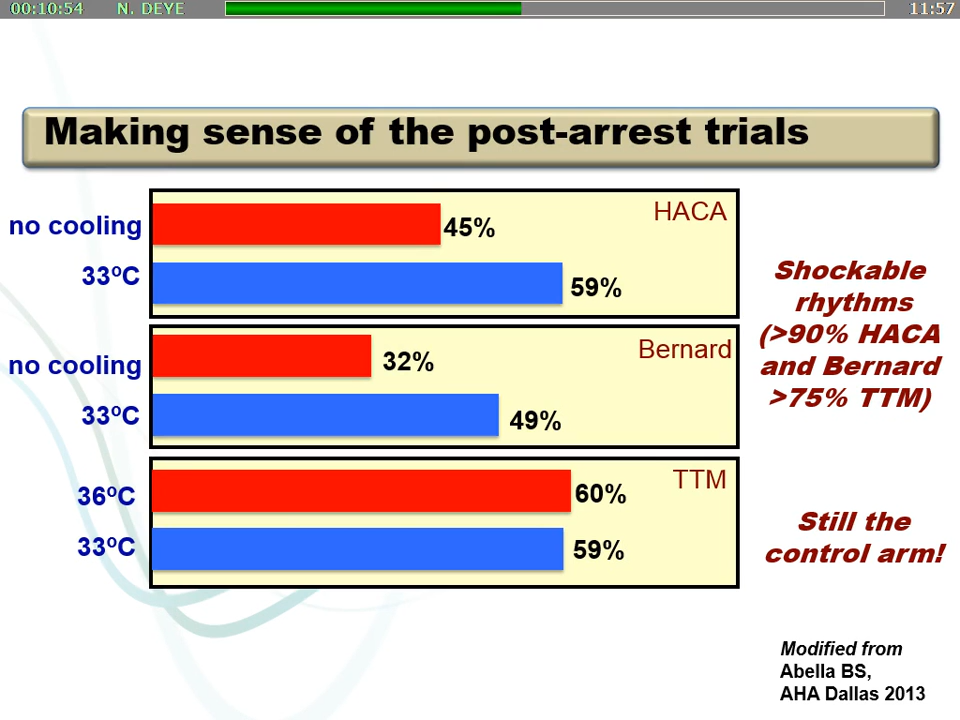 00:10:54 N. DEYE 11:57
Making sense of the post-arrest trials
HACA
no cooling 45%
33ºC 59%
Bernard
no cooling 32%
33ºC 49%
TTM
36ºC 60%
33ºC 59%
Shockable
rhythms
(>90% HACA
and Bernard
>75% TTM)
Still the
control arm!
Modified from
Abella BS,
AHA Dallas 2013